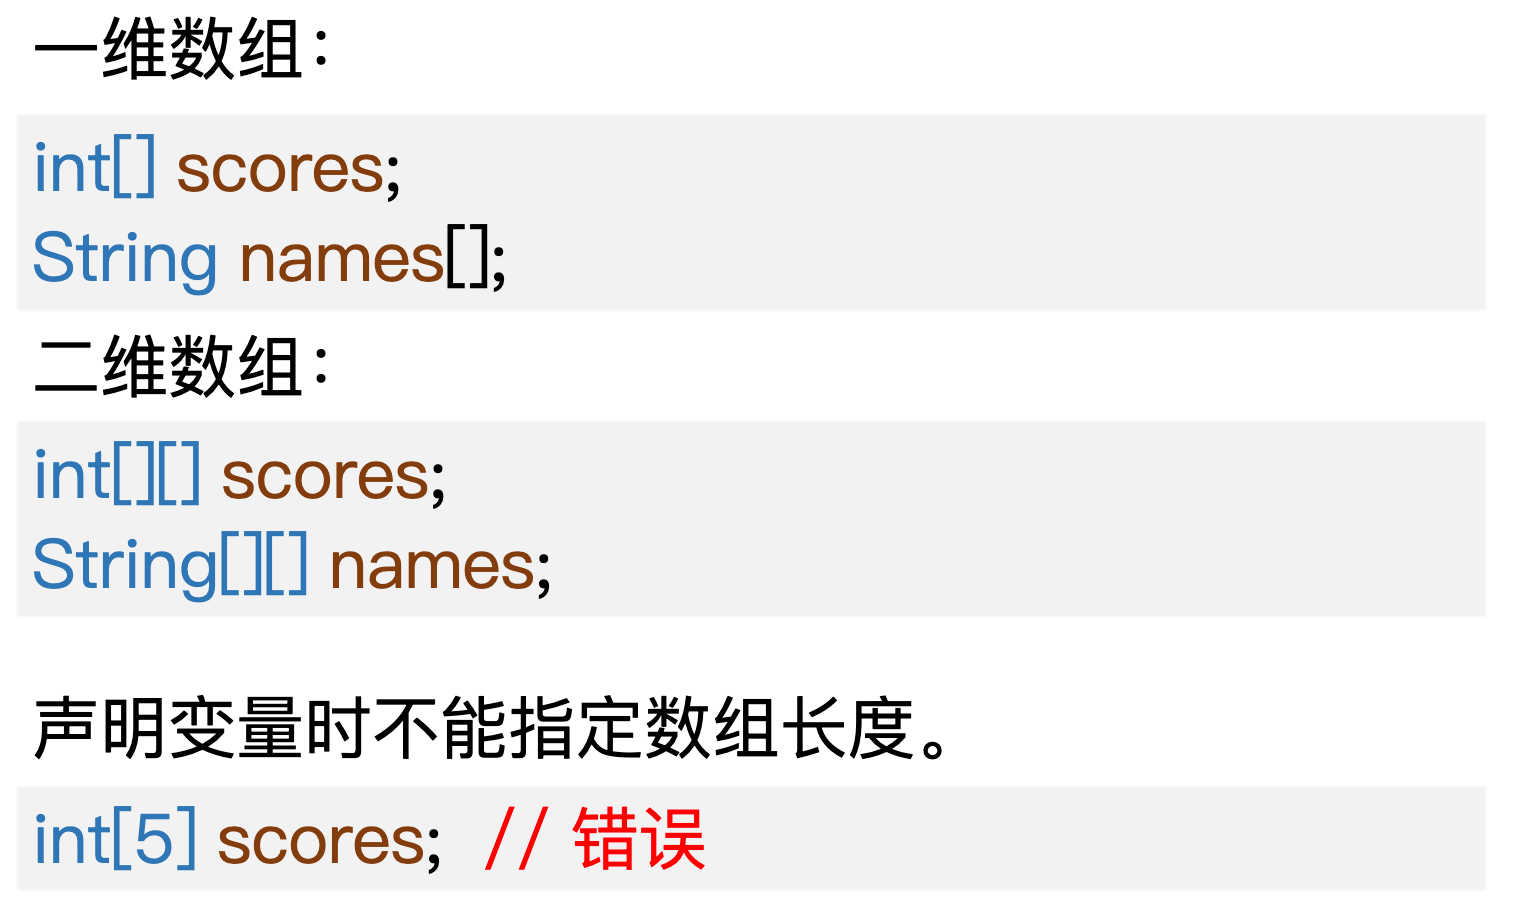 一维数组：
int[] scores;
String names[];
二维数组：
int[][] scores;
String[][] names;
声明变量时不能指定数组长度。
int[5] scores;  // 错误